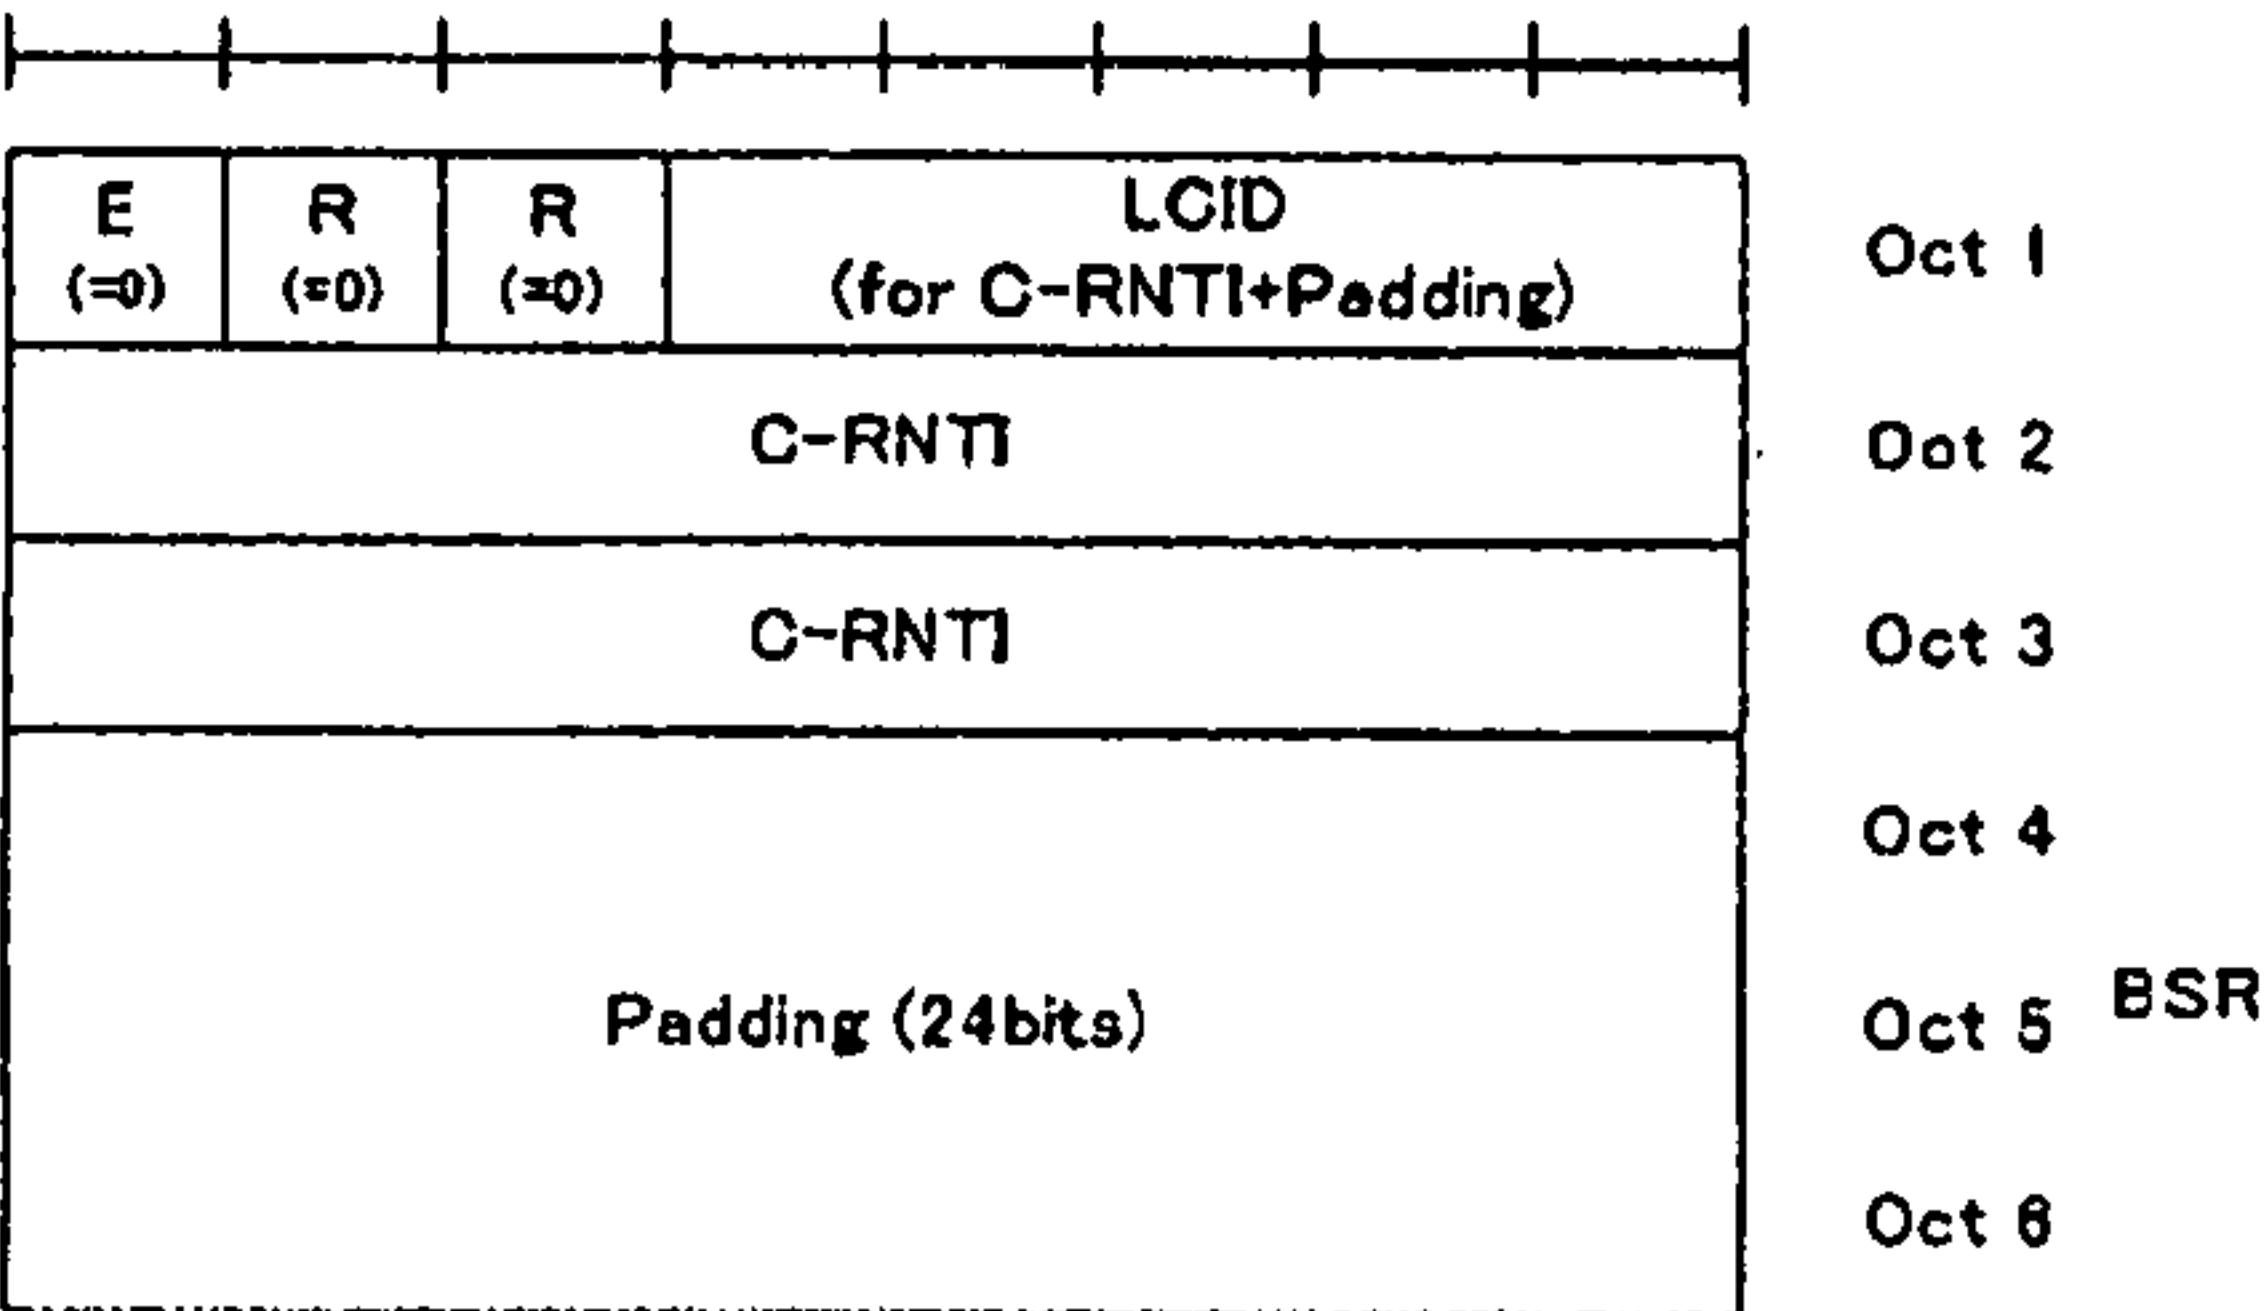 E R R LCID
(=0) (=0) (=0) (for C-RNTI+Padding) Oct 1
C-RNTI Oct 2
C-RNTI Oct 3
Oct 4
Padding (24bits) Oct 5 BSR
Oct 6